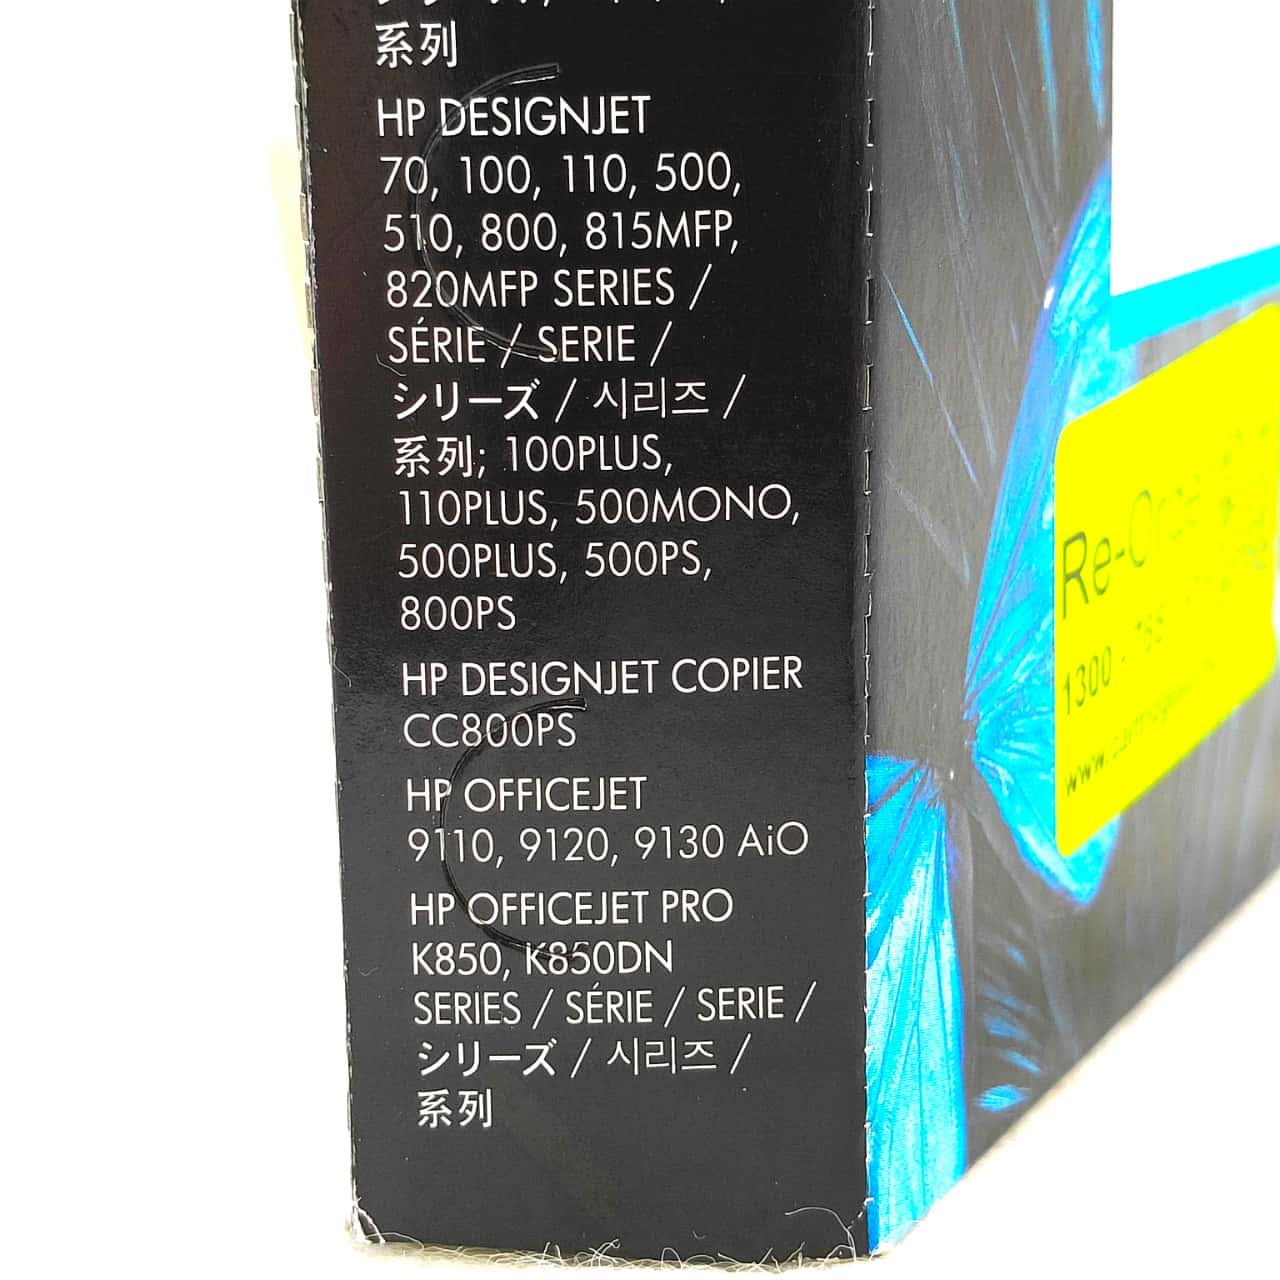 系列
HP DESIGNJET
70, 100, 110, 500,
510, 800, 815MFP,
820MFP SERIES /
SÉRIE / SERIE /
シリーズ / 시리즈 /
系列; 100PLUS,
110PLUS, 500MONO,
500PLUS, 500PS,
800PS
HP DESIGNJET COPIER
CC800PS
HP OFFICEJET
9110, 9120, 9130 AiO
HP OFFICEJET PRO
K850, K850DN
SERIES / SÉRIE / SERIE /
シリーズ / 시리즈 /
系列
Re-Order
1300